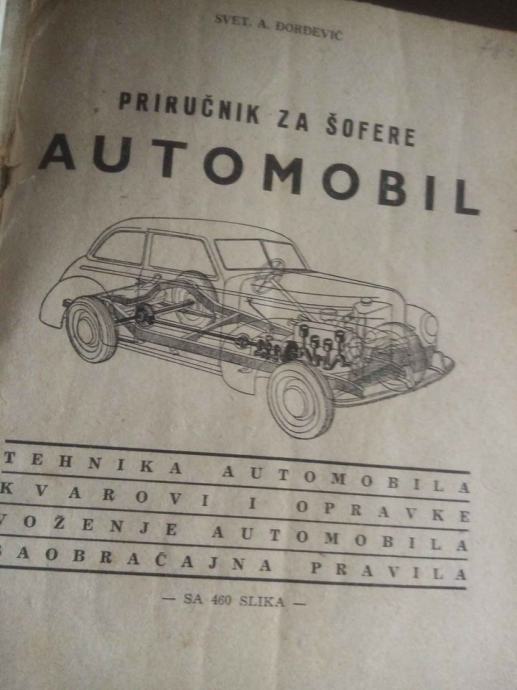 SVET. A. ĐORĐEVIĆ
PRIRUČNIK ZA ŠOFERE
AUTOMOBIL
TEHNIKA AUTOMOBILA
KVAROVI I OPRAVKE
VOŽENJE AUTOMOBILA
SAOBRAĆAJNA PRAVILA
— SA 460 SLIKA —